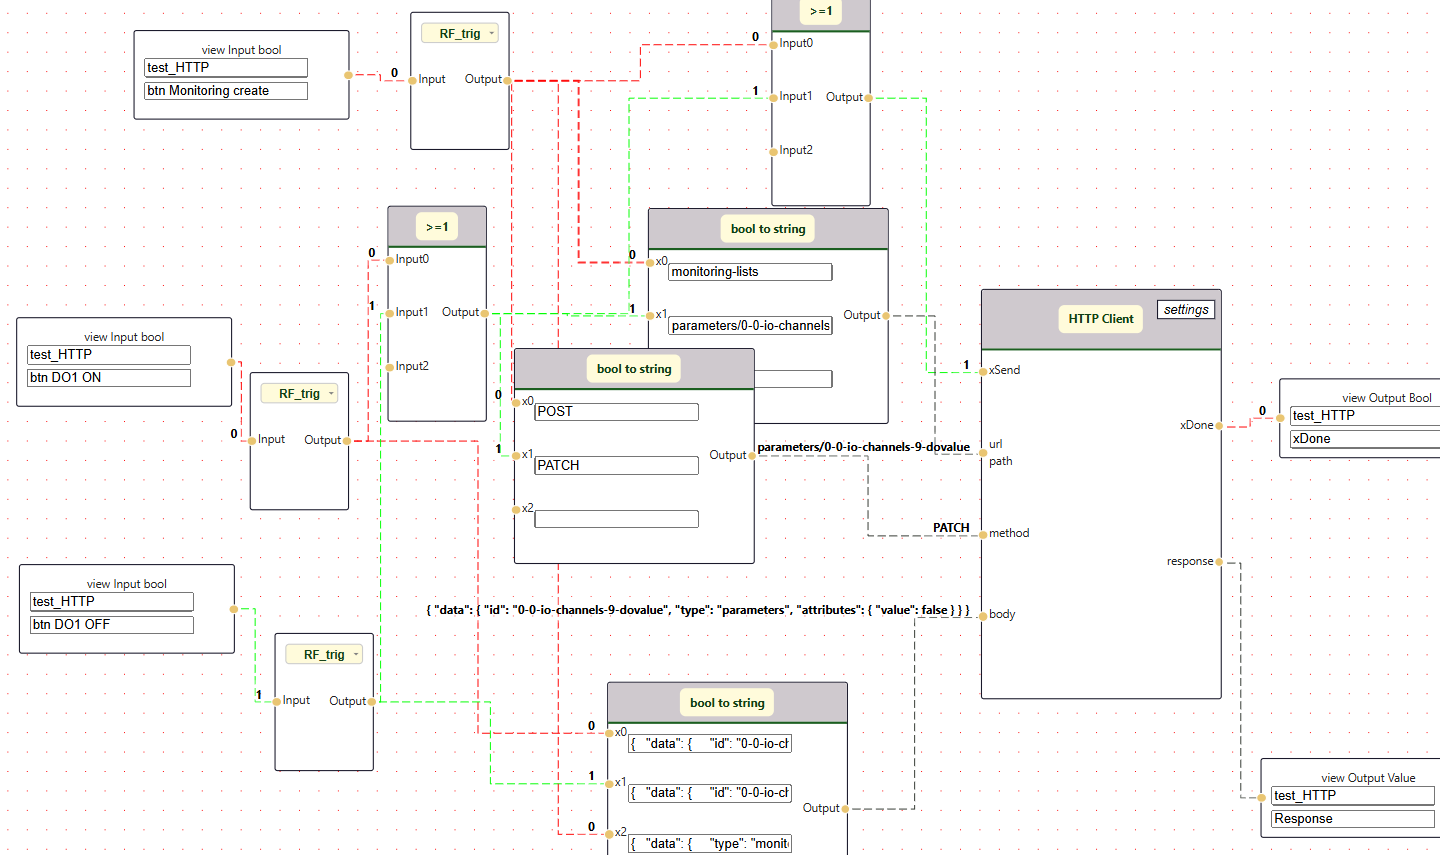 view Input bool
test_HTTP
btn Monitoring create
0
RF_trig
Input
Output
>=1
0
Input0
1
Input1
Output
Input2
>=1
0
Input0
1
Input1
Output
Input2
bool to string
0
x0
monitoring-lists
1
x1
parameters/0-0-io-channels
Output
view Input bool
test_HTTP
btn DO1 ON
0
RF_trig
Input
Output
bool to string
0
x0
POST
1
x1
PATCH
Output
x2
parameters/0-0-io-channels-9-dovalue
PATCH
{ "data": { "id": "0-0-io-channels-9-dovalue", "type": "parameters", "attributes": { "value": false } } }
HTTP Client
settings
1
xSend
xDone
url
path
method
response
body
0
view Output Bool
test_HTTP
xDone
view Input bool
test_HTTP
btn DO1 OFF
1
RF_trig
Input
Output
bool to string
0
x0
{ "data": { "id": "0-0-io-ch
1
x1
{ "data": { "id": "0-0-io-ch
Output
0
x2
{ "data": { "type": "monit
view Output Value
test_HTTP
Response